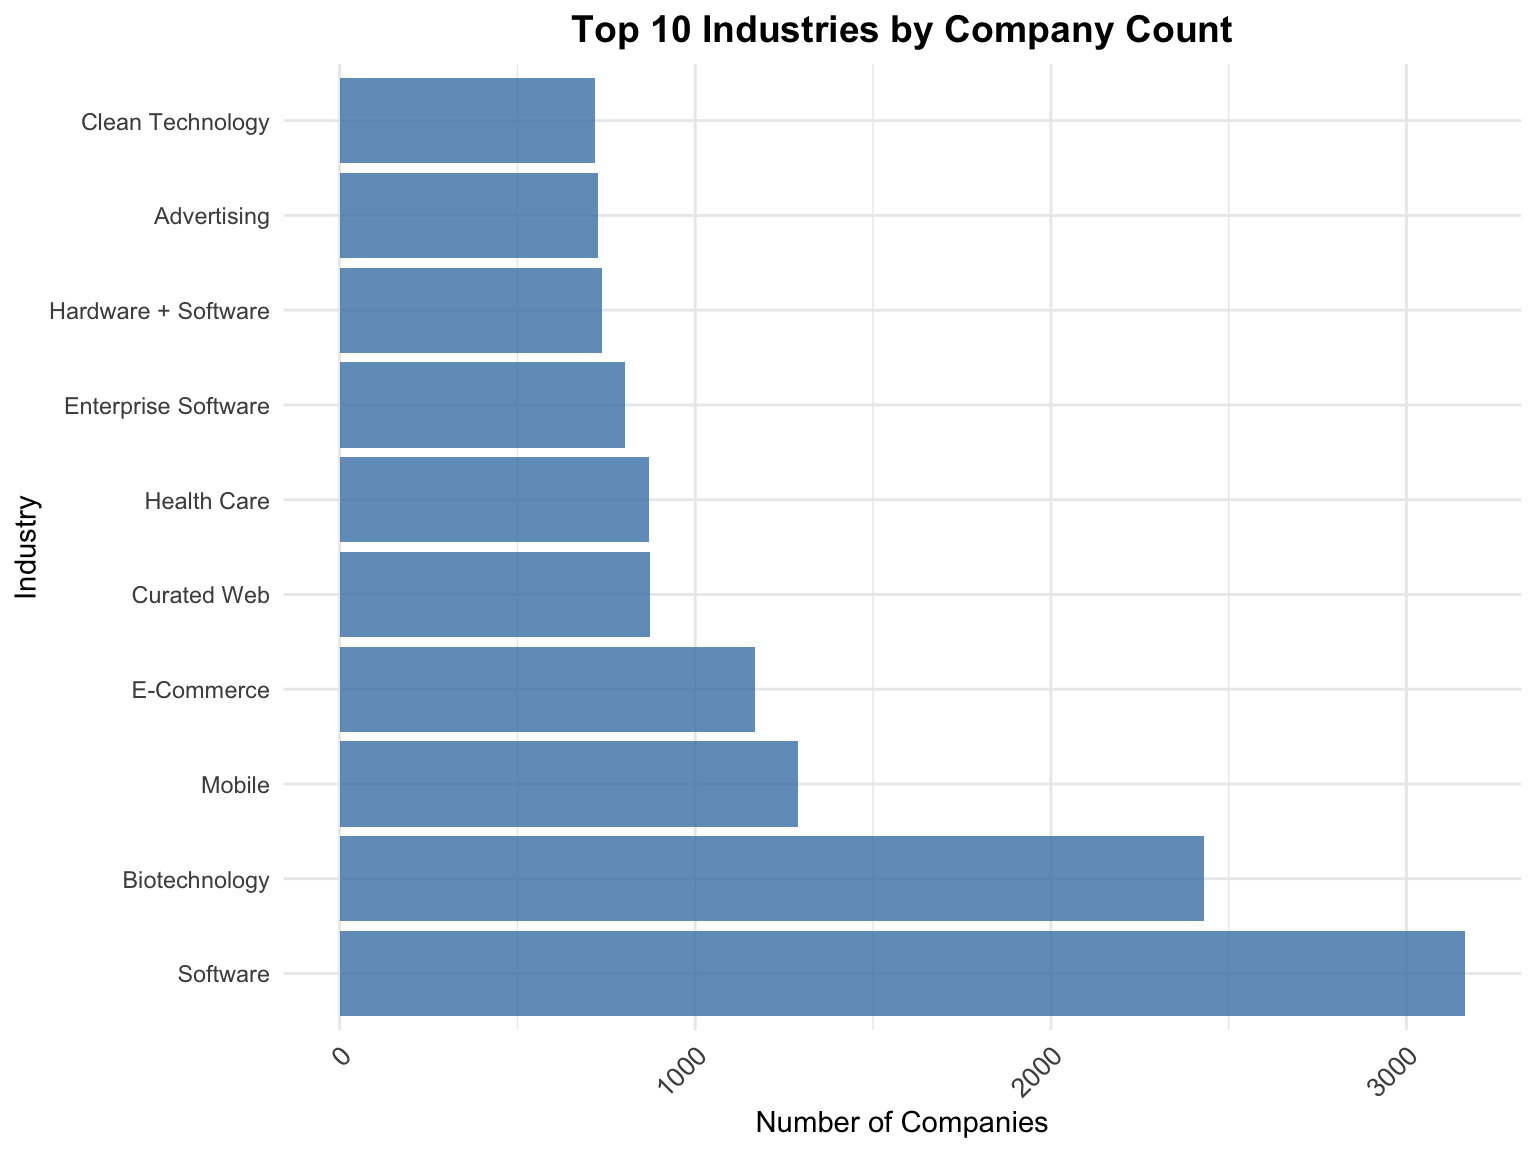 Top 10 Industries by Company Count
Clean Technology
Advertising
Hardware + Software
Enterprise Software
Health Care
Curated Web
E-Commerce
Mobile
Biotechnology
Software
Industry
0
1000
2000
3000
Number of Companies